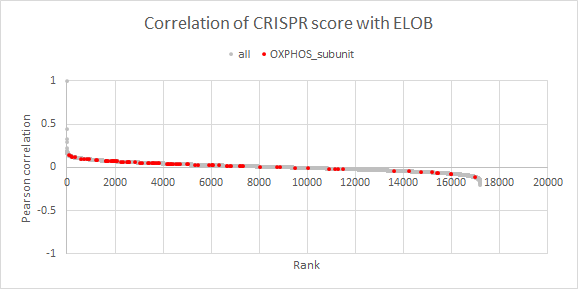 Correlation of CRISPR score with ELOB
all OXPHOS_subunit
1
0.5
0
-0.5
-1
0 2000 4000 6000 8000 10000 12000 14000 16000 18000 20000
Pearson correlation
Rank